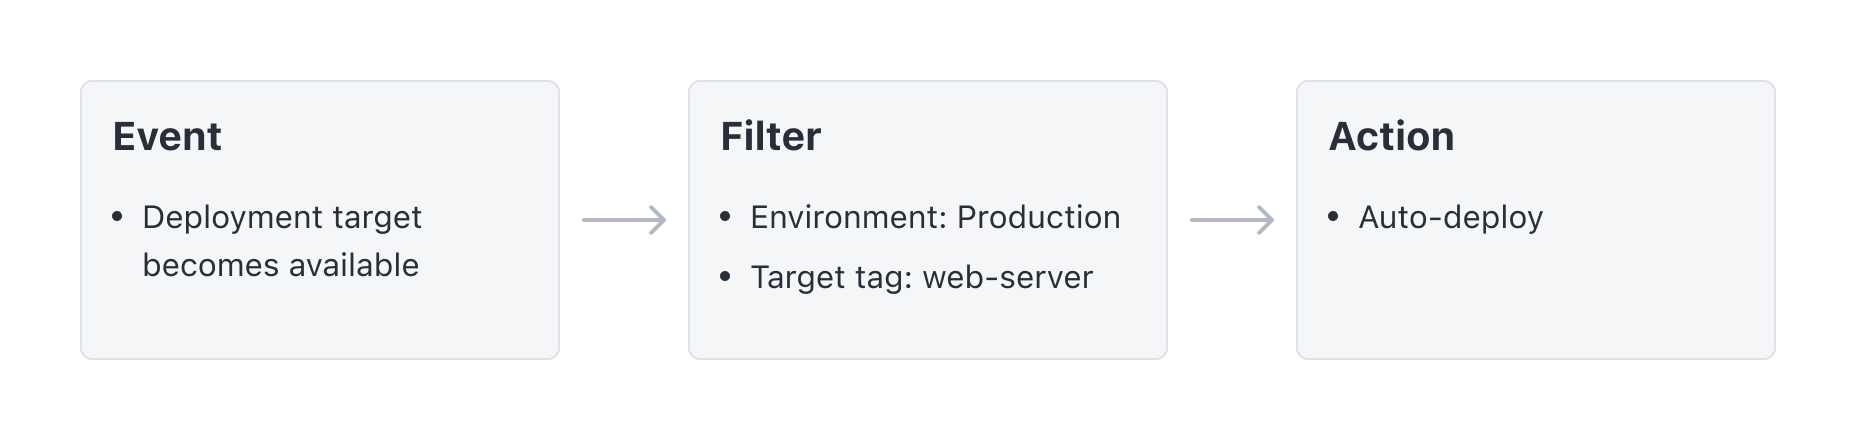 Event
• Deployment target
becomes available
Filter
• Environment: Production
• Target tag: web-server
Action
• Auto-deploy